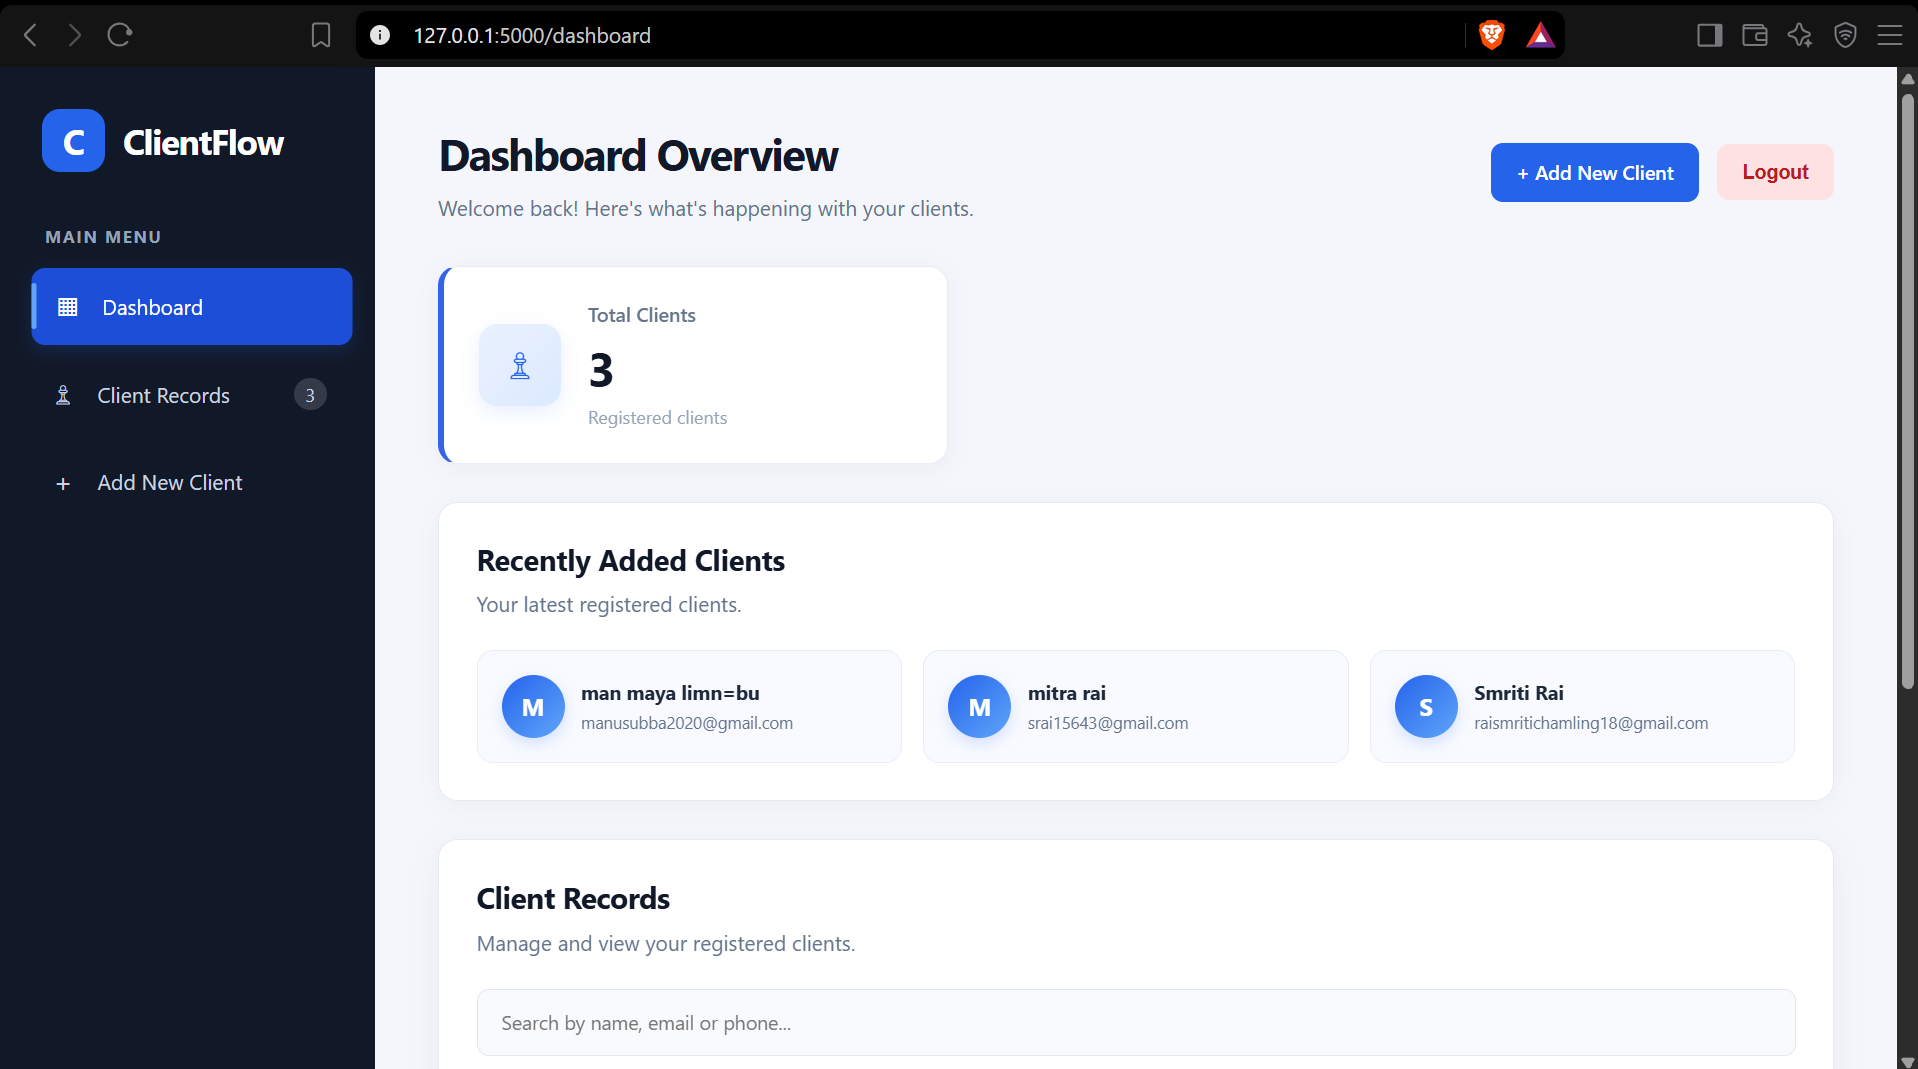 127.0.0.1:5000/dashboard
C ClientFlow
MAIN MENU
Dashboard
Client Records 3
+ Add New Client
Dashboard Overview
Welcome back! Here's what's happening with your clients.
+ Add New Client
Logout
Total Clients
3
Registered clients
Recently Added Clients
Your latest registered clients.
M
man maya limn=bu
manusubba2020@gmail.com
M
mitra rai
srai15643@gmail.com
S
Smriti Rai
raismritichamling18@gmail.com
Client Records
Manage and view your registered clients.
Search by name, email or phone...